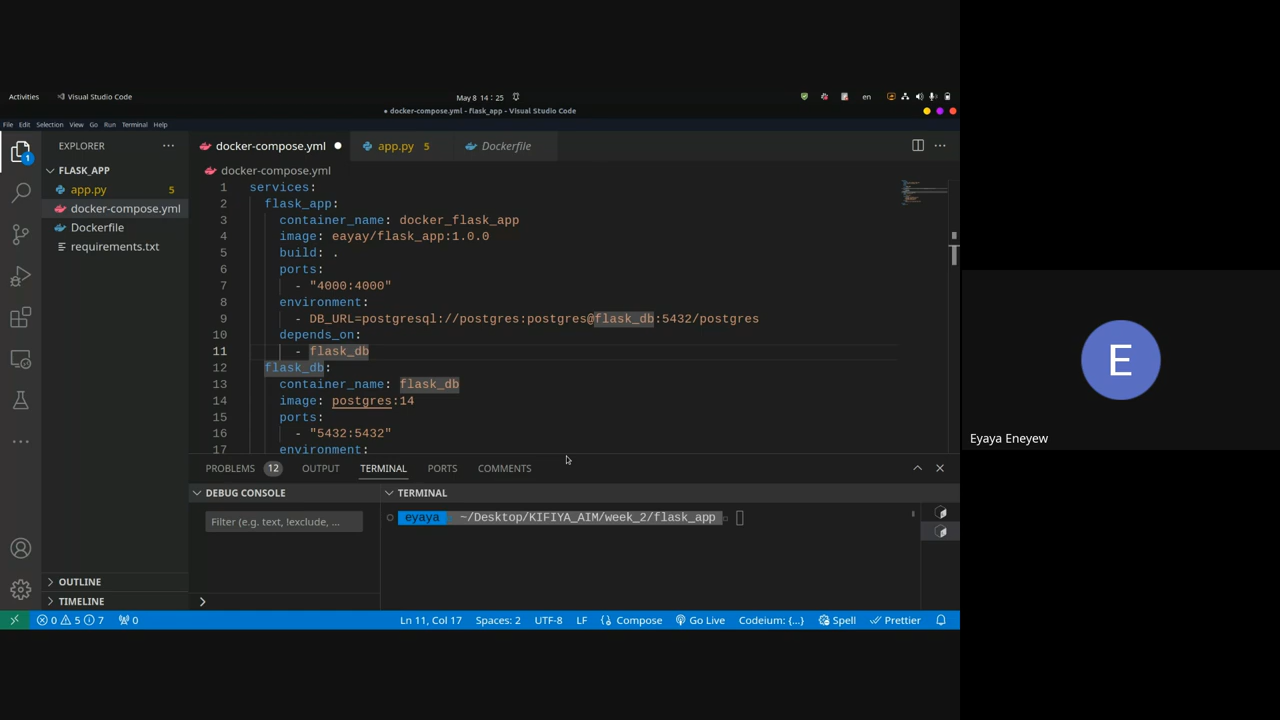 Activities Visual Studio Code May 8 14:25 en
● docker-compose.yml - flask_app - Visual Studio Code
File Edit Selection View Go Run Terminal Help
EXPLORER ··· docker-compose.yml ● app.py 5 Dockerfile ···
1
FLASK_APP docker-compose.yml
app.py 5
docker-compose.yml
Dockerfile
requirements.txt
1 services:
2 flask_app:
3 container_name: docker_flask_app
4 image: eayay/flask_app:1.0.0
5 build: .
6 ports:
7 - "4000:4000"
8 environment:
9 - DB_URL=postgresql://postgres:postgres@flask_db:5432/postgres
10 depends_on:
11 - flask_db
12 flask_db:
13 container_name: flask_db
14 image: postgres:14
15 ports:
16 - "5432:5432"
17 environment:
PROBLEMS 12 OUTPUT TERMINAL PORTS COMMENTS
DEBUG CONSOLE TERMINAL
Filter (e.g. text, !exclude, ...
eyaya ~/Desktop/KIFIYA_AIM/week_2/flask_app
OUTLINE
TIMELINE
0 5 7 0 Ln 11, Col 17 Spaces: 2 UTF-8 LF Compose Go Live Codeium: {...} Spell Prettier
E
Eyaya Eneyew